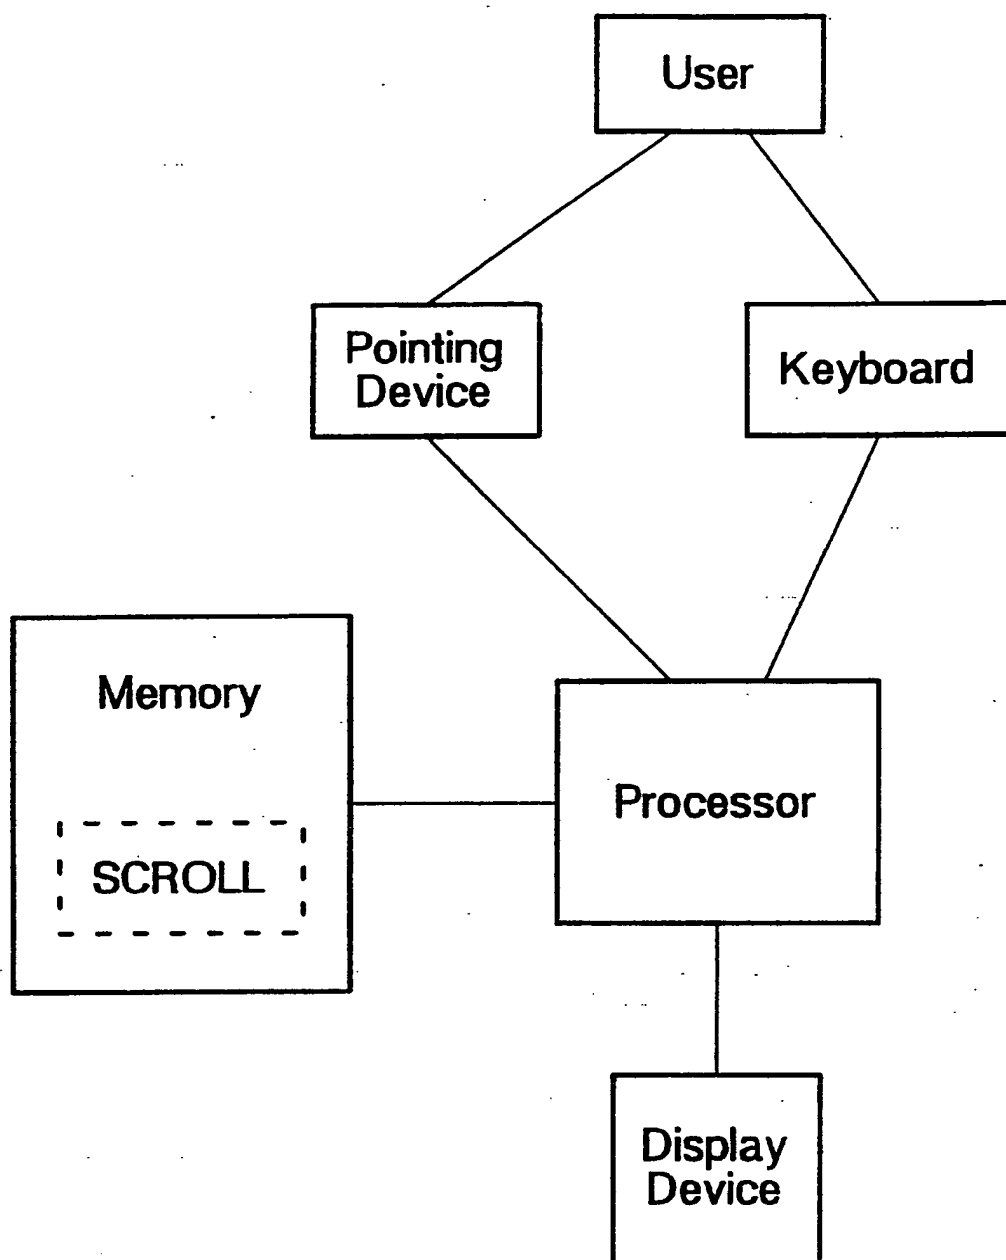 User
Pointing
Device
Keyboard
Memory
Processor
SCROLL
Display
Device